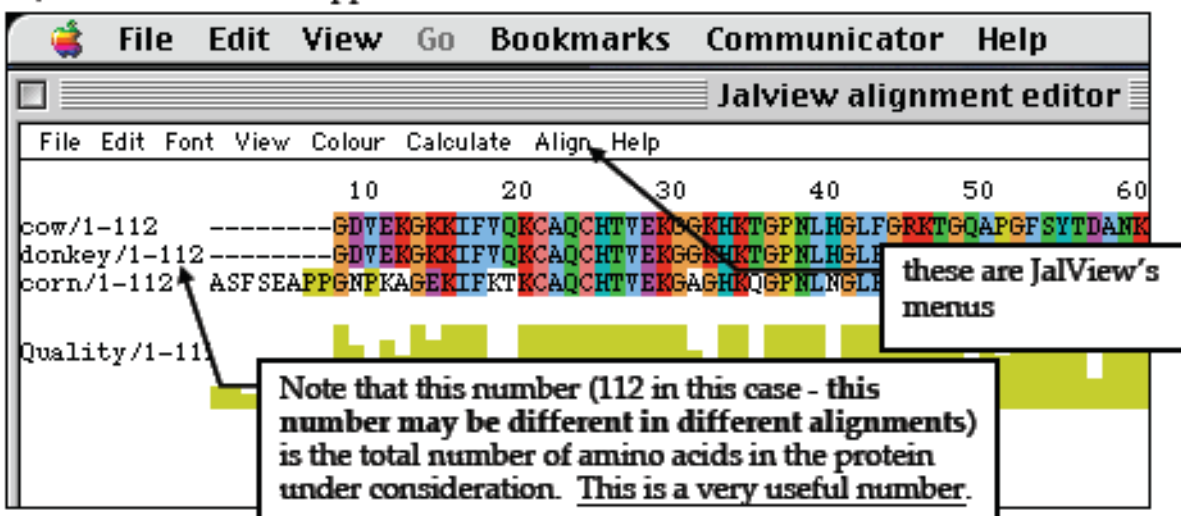 File Edit View Go Bookmarks Communicator Help
Jalview alignment editor
File Edit Font View Colour Calculate Align Help
10 20 30 40 50 60
cow/1-112 --------GDVEKGKKIFVQKCAQCHTVEKGGKHKTGPNLHGLFGRKTGQAPGFSYTDANK
donkey/1-112 --------GDVEKGKKIFVQKCAQCHTVEKGGKHKTGPNLHGL
corn/1-112 ASFSEAPPGNPKAGEKIFKTKCAQCHTVEKGAGHKQGPNLNGL
these are JalView's
menus
Quality/1-11
Note that this number (112 in this case - this
number may be different in different alignments)
is the total number of amino acids in the protein
under consideration. This is a very useful number.